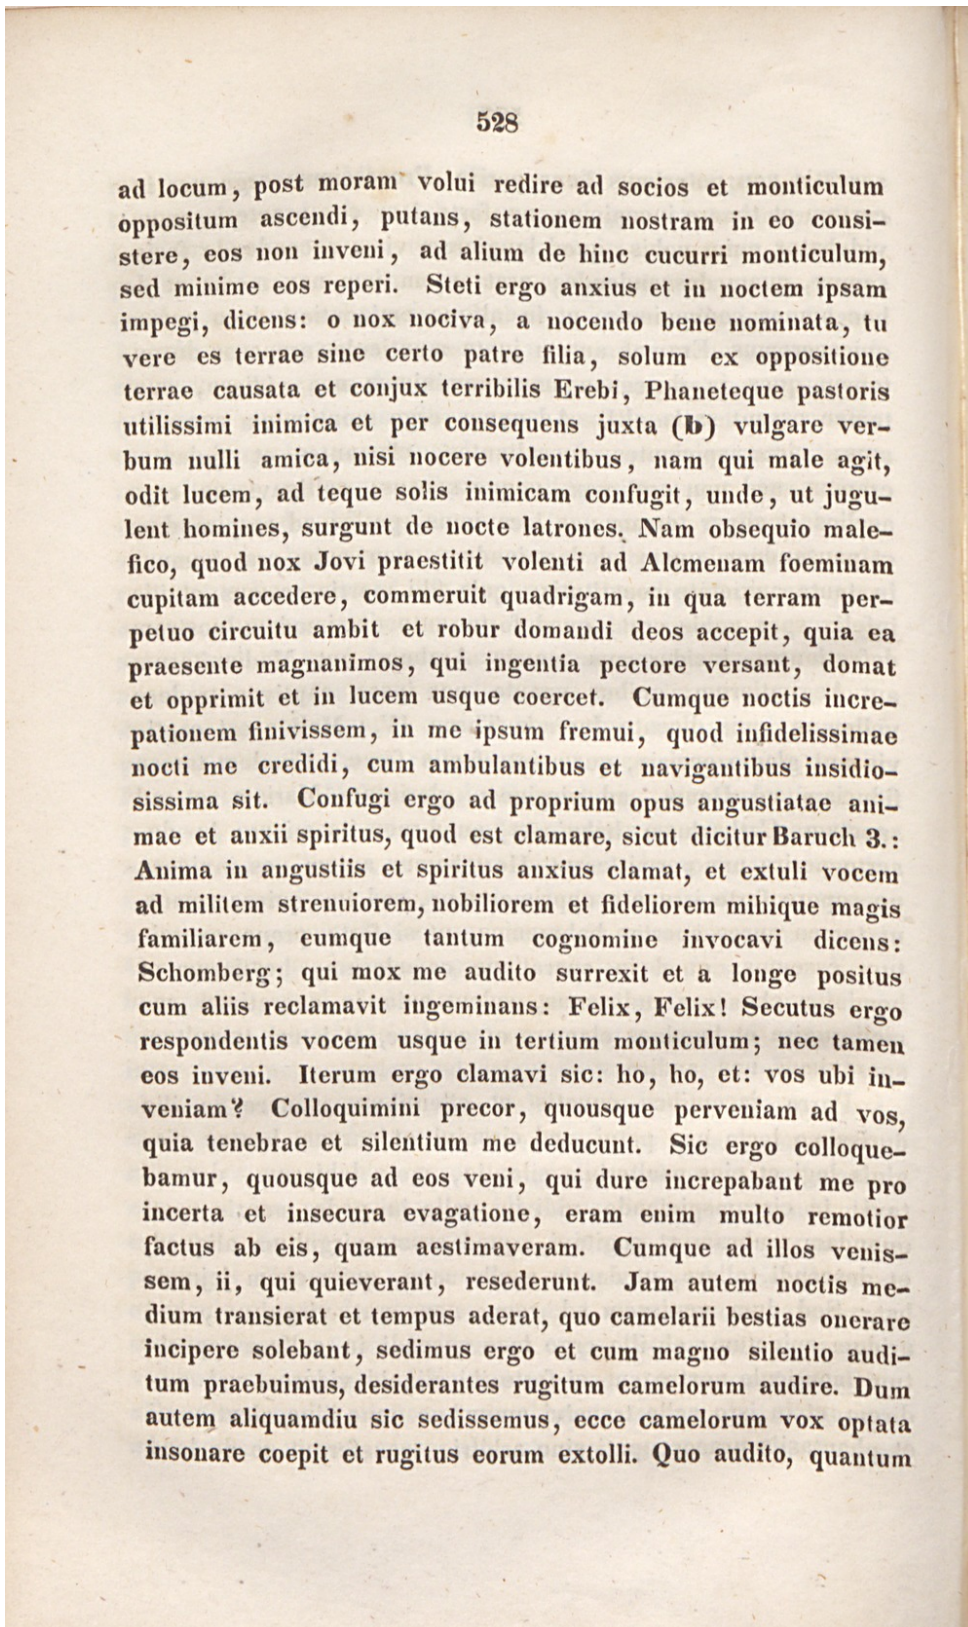 528
ad locum, post moram volui redire ad socios et monticulum
oppositum ascendi, putans, stationem nostram in eo consi-
stere, eos non inveni, ad alium de hinc cucurri monticulum,
sed minime eos reperi. Steti ergo anxius et in noctem ipsam
impegi, dicens: o nox nociva, a nocendo bene nominata, tu
vere es terrae sine certo patre filia, solum ex oppositione
terrae causata et conjux terribilis Erebi, Phaneteque pastoris
utilissimi inimica et per consequens juxta (b) vulgare ver-
bum nulli amica, nisi nocere volentibus, nam qui male agit,
odit lucem, ad teque solis inimicam confugit, unde, ut jugu-
lent homines, surgunt de nocte latrones. Nam obsequio male-
fico, quod nox Jovi praestitit volenti ad Alcmenam foeminam
cupitam accedere, commeruit quadrigam, in qua terram per-
petuo circuitu ambit et robur domandi deos accepit, quia ea
praesente magnanimos, qui ingentia pectore versant, domat
et opprimit et in lucem usque coercet. Cumque noctis incre-
pationem finivissem, in me ipsum fremui, quod infidelissimae
nocti me credidi, cum ambulantibus et navigantibus insidio-
sissima sit. Confugi ergo ad proprium opus angustiatae ani-
mae et anxii spiritus, quod est clamare, sicut dicitur Baruch 3.:
Anima in angustiis et spiritus anxius clamat, et extuli vocem
ad militem strenuiorem, nobiliorem et fideliorem mihique magis
familiarem, eumque tantum cognomine invocavi dicens:
Schomberg; qui mox me audito surrexit et a longe positus
cum aliis reclamavit ingeminans: Felix, Felix! Secutus ergo
respondentis vocem usque in tertium monticulum; nec tamen
eos inveni. Iterum ergo clamavi sic: ho, ho, et: vos ubi in-
veniam? Colloquimini precor, quousque perveniam ad vos,
quia tenebrae et silentium me deducunt. Sic ergo colloque-
bamur, quousque ad eos veni, qui dure increpabant me pro
incerta et insecura evagatione, eram enim multo remotior
factus ab eis, quam aestimaveram. Cumque ad illos venis-
sem, ii, qui quieverant, resederunt. Jam autem noctis me-
dium transierat et tempus aderat, quo camelarii bestias onerare
incipere solebant, sedimus ergo et cum magno silentio audi-
tum praebuimus, desiderantes rugitum camelorum audire. Dum
autem aliquamdiu sic sedissemus, ecce camelorum vox optata
insonare coepit et rugitus eorum extolli. Quo audito, quantum